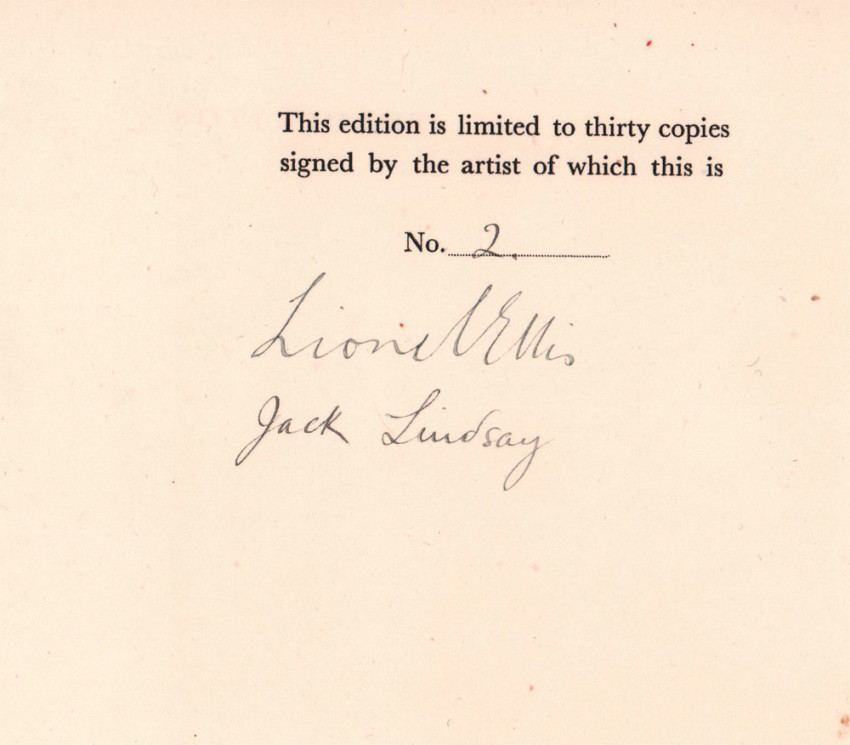 This edition is limited to thirty copies
signed by the artist of which this is
No. 2.
Lionel Ellis
Jack Lindsay